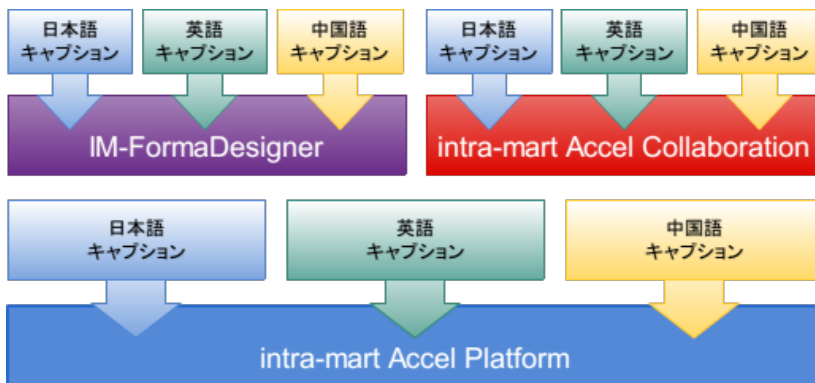 日本語
キャプション
英語
キャプション
中国語
キャプション
IM-FormaDesigner
日本語
キャプション
英語
キャプション
中国語
キャプション
intra-mart Accel Collaboration
日本語
キャプション
英語
キャプション
中国語
キャプション
intra-mart Accel Platform